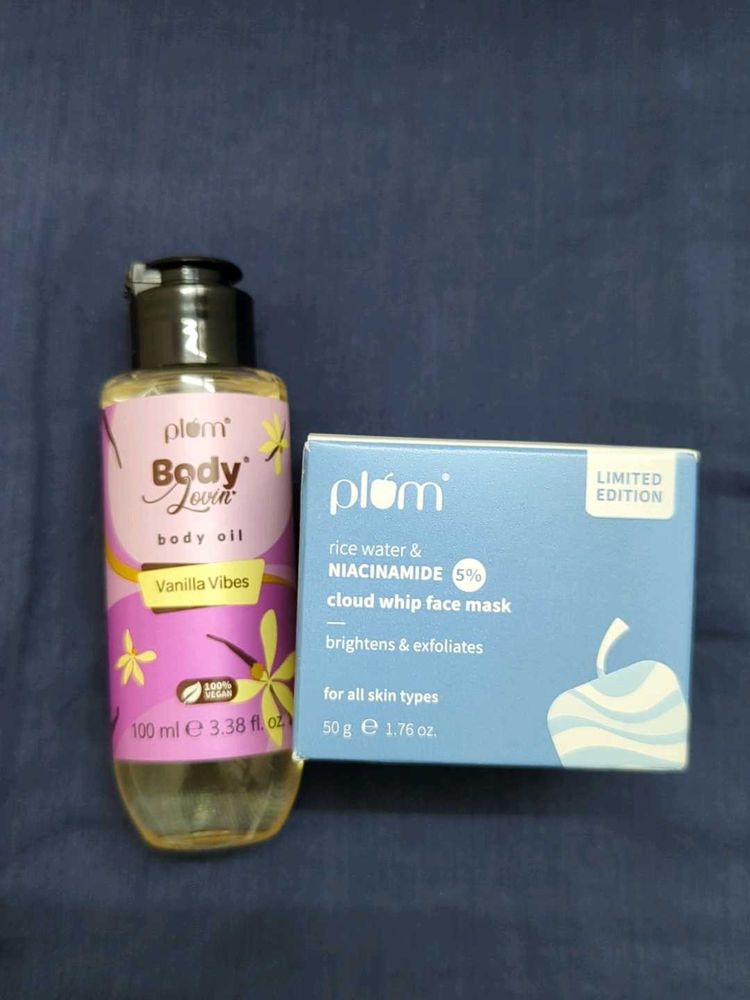 plum®
Body®
Lovin'
body oil
Vanilla Vibes
100%
VEGAN
100 ml ℮ 3.38 fl. oz.
plum®
LIMITED
EDITION
rice water &
NIACINAMIDE 5%
cloud whip face mask
brightens & exfoliates
for all skin types
50 g ℮ 1.76 oz.